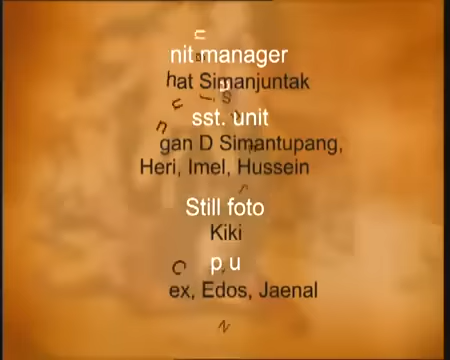 nit manager
hat Simanjuntak
sst. unit
gan D Simantupang,
Heri, Imel, Hussein
Still foto
Kiki
p u
ex, Edos, Jaenal